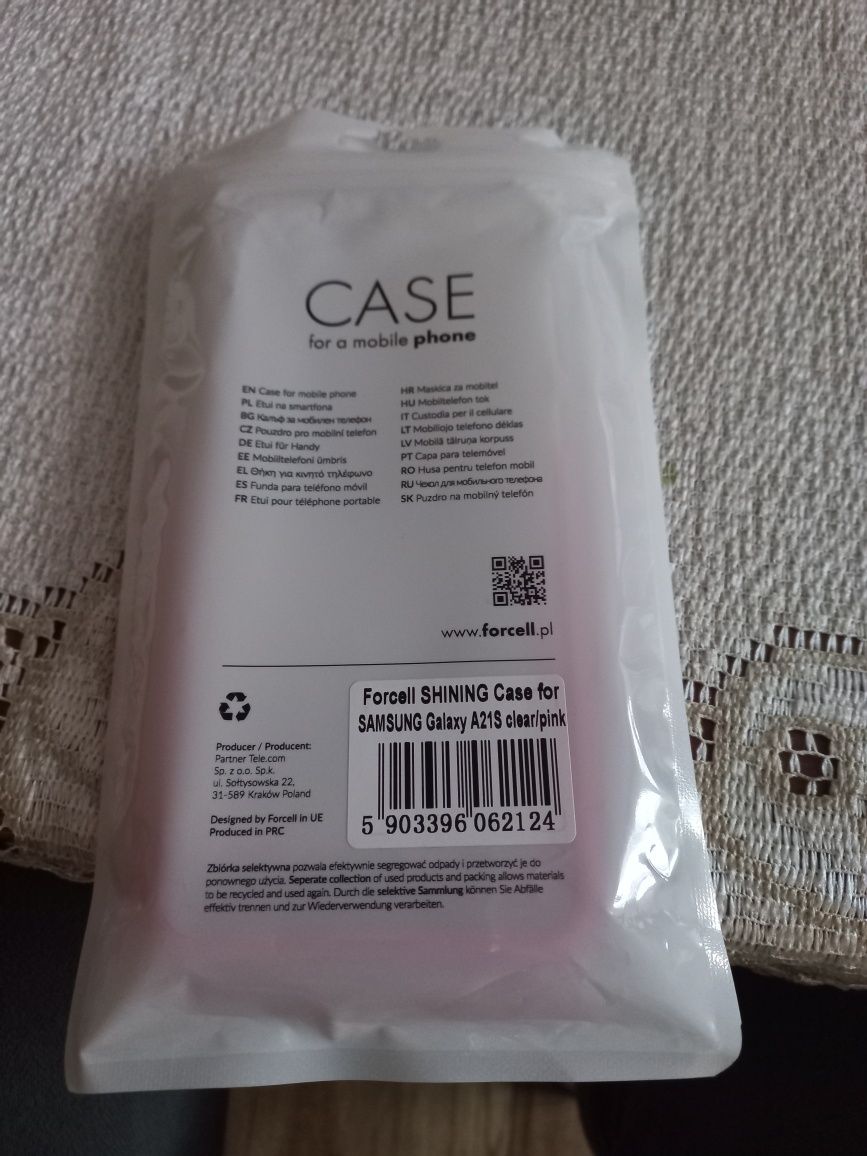 CASE
for a mobile phone
EN Case for mobile phone
PL Etui na smartfona
BG Калъф за мобилен телефон
CZ Pouzdro pro mobilní telefon
DE Etui für Handy
EE Mobiiltelefoni ümbris
EL Θήκη για κινητό τηλέφωνο
ES Funda para teléfono móvil
FR Etui pour téléphone portable
HR Maskica za mobitel
HU Mobiltelefon tok
IT Custodia per il cellulare
LT Mobiliojo telefono dėklas
LV Mobilā tālruņa korpuss
PT Capa para telemóvel
RO Husa pentru telefon mobil
RU Чехол для мобильного телефона
SK Puzdro na mobilný telefón
www.forcell.pl
Forcell SHINING Case for
SAMSUNG Galaxy A21S clear/pink
5 903396 062124
Producer / Producent:
Partner Tele.com
Sp. z o.o. Sp.k.
ul. Sołtysowska 22,
31-589 Kraków Poland
Designed by Forcell in UE
Produced in PRC
Zbiórka selektywna pozwala efektywnie segregować odpady i przetworzyć je do
ponownego użycia. Seperate collection of used products and packing allows materials
to be recycled and used again. Durch die selektive Sammlung können Sie Abfälle
effektiv trennen und zur Wiederverwendung verarbeiten.